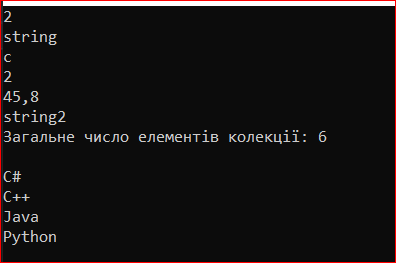 2
string
c
2
45,8
string2
Загальне число елементів колекції: 6
C#
C++
Java
Python